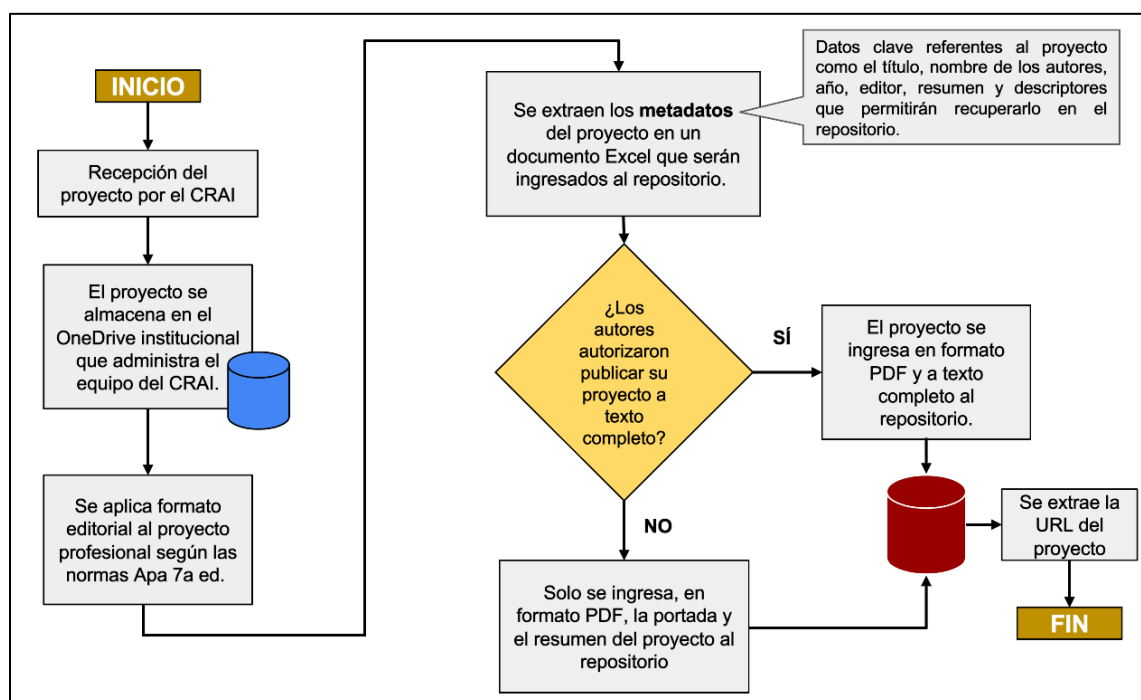 INICIO
Recepción del
proyecto por el CRAI
El proyecto se
almacena en el
OneDrive institucional
que administra el
equipo del CRAI.
Se aplica formato
editorial al proyecto
profesional según las
normas Apa 7a ed.
Se extraen los metadatos
del proyecto en un
documento Excel que serán
ingresados al repositorio.
Datos clave referentes al proyecto
como el título, nombre de los autores,
año, editor, resumen y descriptores
que permitirán recuperarlo en el
repositorio.
¿Los
autores
autorizaron
publicar su
proyecto a
texto
completo?
SÍ
El proyecto se
ingresa en formato
PDF y a texto
completo al
repositorio.
NO
Solo se ingresa, en
formato PDF, la portada y
el resumen del proyecto al
repositorio
Se extrae la
URL del
proyecto
FIN